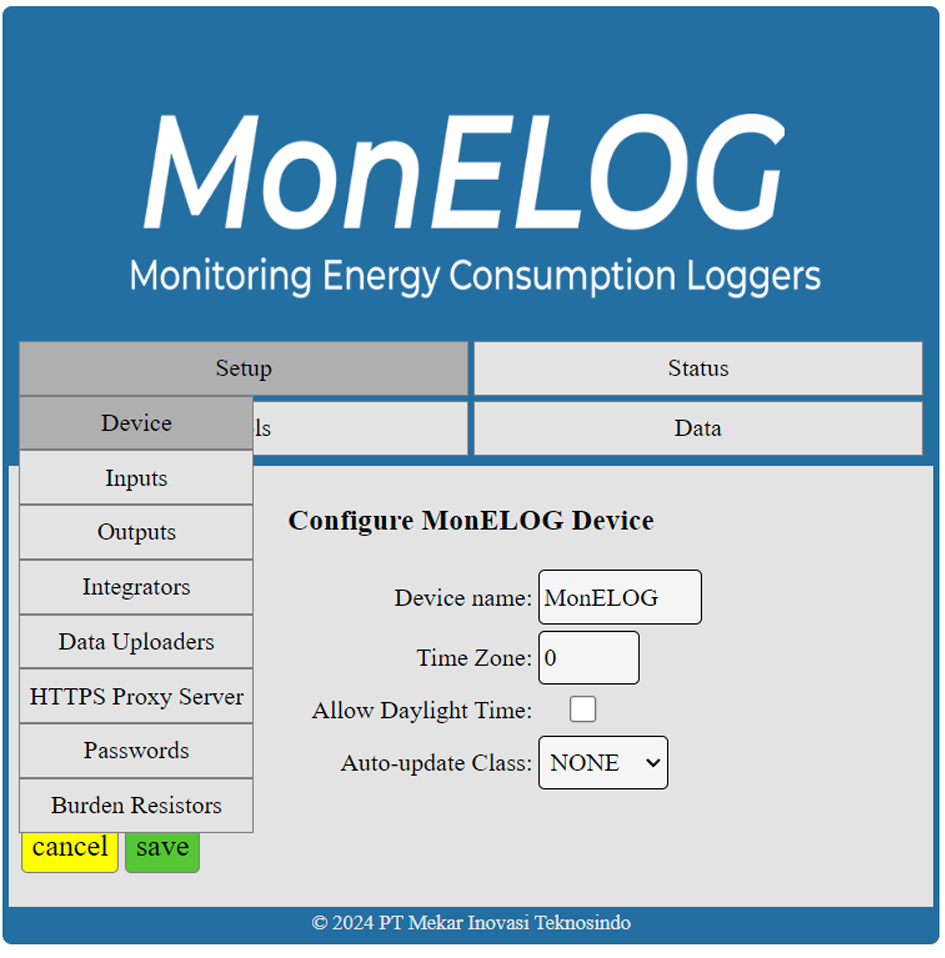 MonELOG
Monitoring Energy Consumption Loggers
Setup
Status
Device
ls
Data
Inputs
Outputs
Integrators
Data Uploaders
HTTPS Proxy Server
Passwords
Burden Resistors
Configure MonELOG Device
Device name: MonELOG
Time Zone: 0
Allow Daylight Time:
Auto-update Class: NONE
cancel save
© 2024 PT Mekar Inovasi Teknosindo